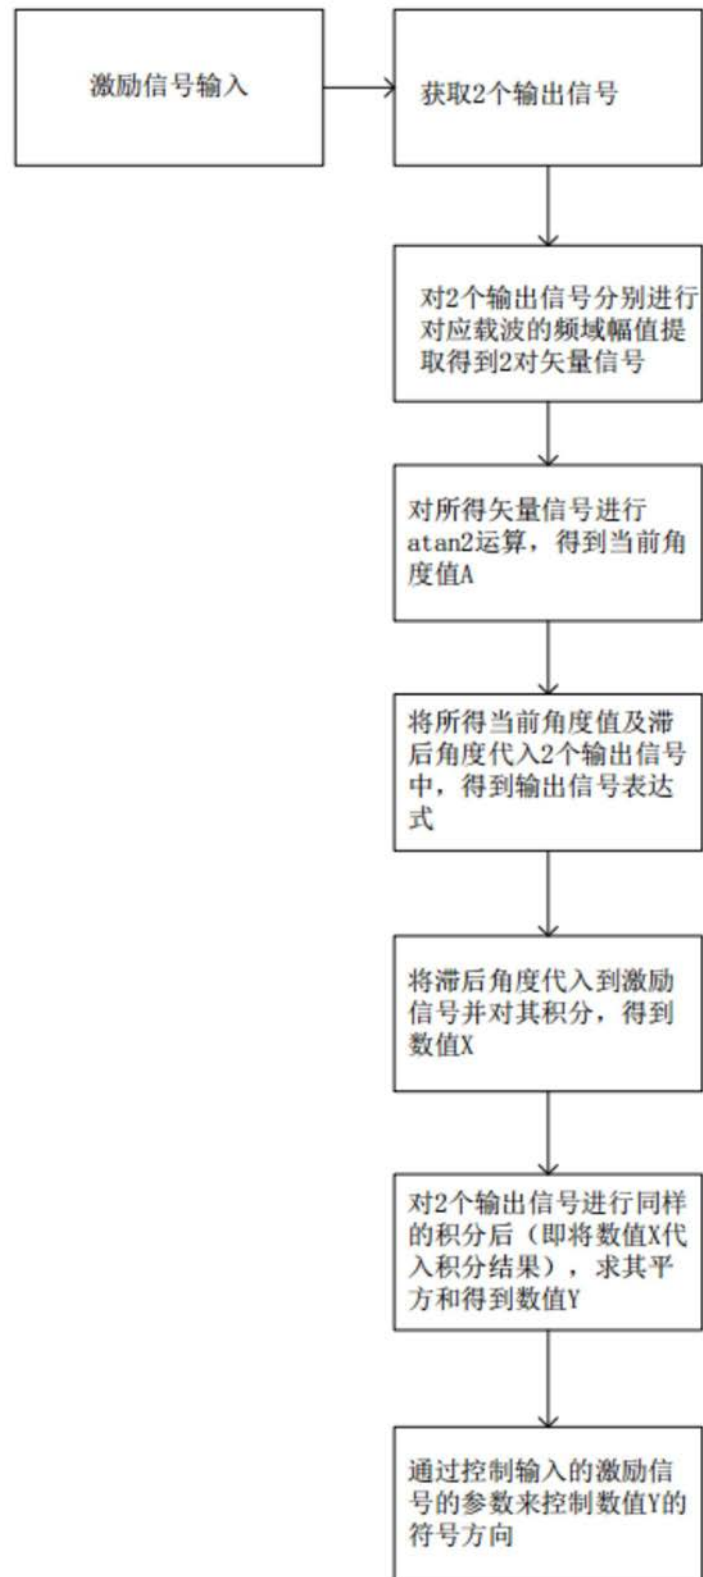 激励信号输入
获取2个输出信号
对2个输出信号分别进行
对应载波的频域幅值提
取得到2对矢量信号
对所得矢量信号进行
atan2运算，得到当前角
度值A
将所得当前角度值及滞
后角度代入2个输出信号
中，得到输出信号表达
式
将滞后角度代入到激励
信号并对其积分，得到
数值X
对2个输出信号进行同样
的积分后（即将数值X代
入积分结果），求其平
方和得到数值Y
通过控制输入的激励信
号的参数来控制数值Y的
符号方向